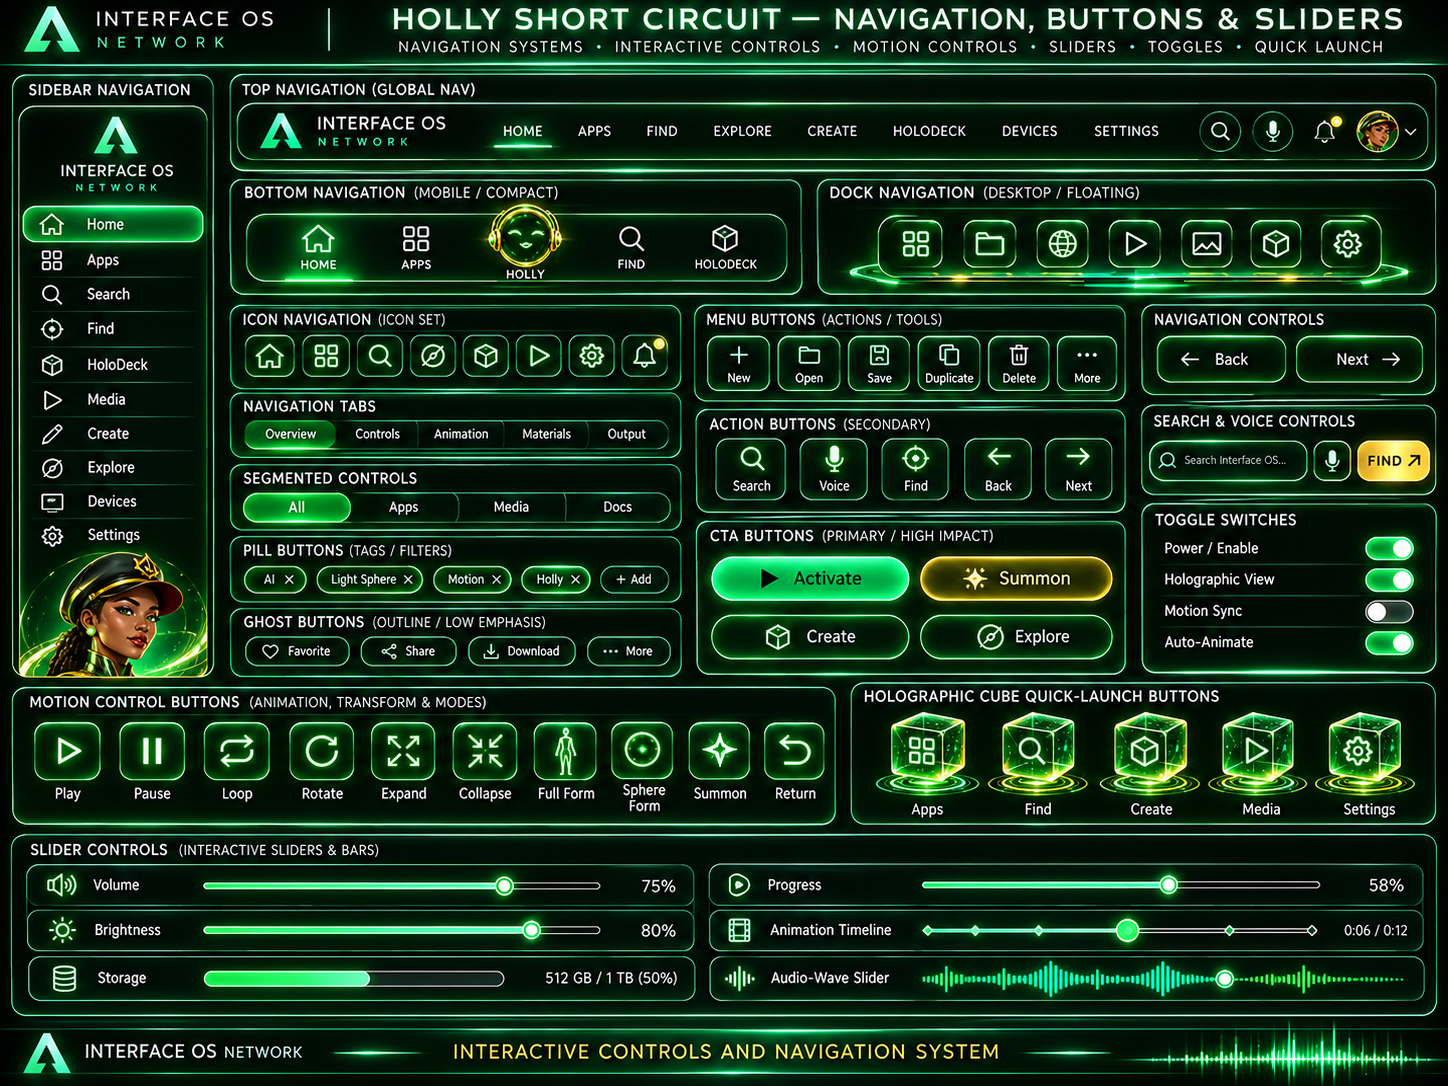 INTERFACE OS
NETWORK
HOLLY SHORT CIRCUIT — NAVIGATION, BUTTONS & SLIDERS
NAVIGATION SYSTEMS • INTERACTIVE CONTROLS • MOTION CONTROLS • SLIDERS • TOGGLES • QUICK LAUNCH
SIDEBAR NAVIGATION
INTERFACE OS
NETWORK
Home
Apps
Search
Find
HoloDeck
Media
Create
Explore
Devices
Settings
TOP NAVIGATION (GLOBAL NAV)
INTERFACE OS
NETWORK
HOME APPS FIND EXPLORE CREATE HOLODECK DEVICES SETTINGS
BOTTOM NAVIGATION (MOBILE / COMPACT)
HOME APPS HOLLY FIND HOLODECK
DOCK NAVIGATION (DESKTOP / FLOATING)
ICON NAVIGATION (ICON SET)
NAVIGATION TABS
Overview Controls Animation Materials Output
SEGMENTED CONTROLS
All Apps Media Docs
PILL BUTTONS (TAGS / FILTERS)
AI × Light Sphere × Motion × Holly × + Add
GHOST BUTTONS (OUTLINE / LOW EMPHASIS)
Favorite Share Download ••• More
MENU BUTTONS (ACTIONS / TOOLS)
New Open Save Duplicate Delete More
ACTION BUTTONS (SECONDARY)
Search Voice Find Back Next
CTA BUTTONS (PRIMARY / HIGH IMPACT)
Activate Summon
Create Explore
NAVIGATION CONTROLS
← Back Next →
SEARCH & VOICE CONTROLS
Search Interface OS... FIND ↗
TOGGLE SWITCHES
Power / Enable
Holographic View
Motion Sync
Auto-Animate
MOTION CONTROL BUTTONS (ANIMATION, TRANSFORM & MODES)
Play Pause Loop Rotate Expand Collapse Full Form Sphere Form Summon Return
HOLOGRAPHIC CUBE QUICK-LAUNCH BUTTONS
Apps Find Create Media Settings
SLIDER CONTROLS (INTERACTIVE SLIDERS & BARS)
Volume 75%
Brightness 80%
Storage 512 GB / 1 TB (50%)
Progress 58%
Animation Timeline 0:06 / 0:12
Audio-Wave Slider
INTERFACE OS NETWORK
INTERACTIVE CONTROLS AND NAVIGATION SYSTEM